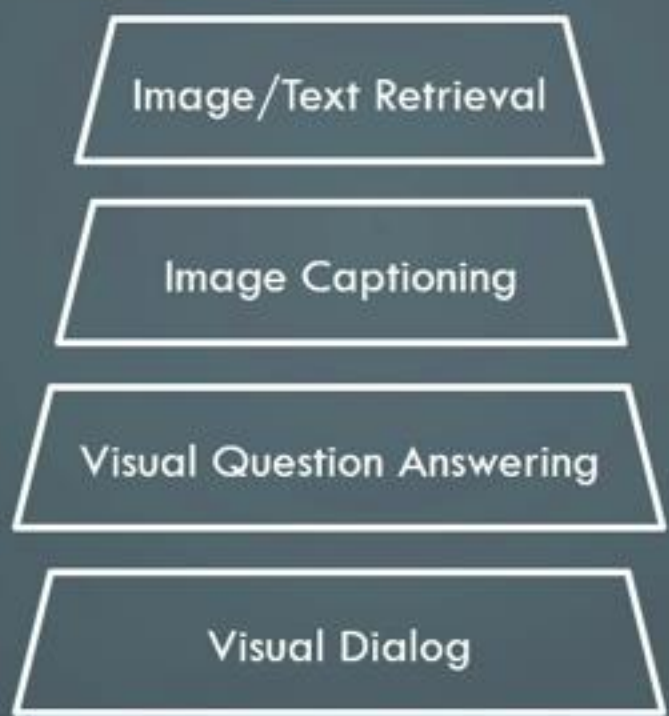 Image/Text Retrieval
Image Captioning
Visual Question Answering
Visual Dialog